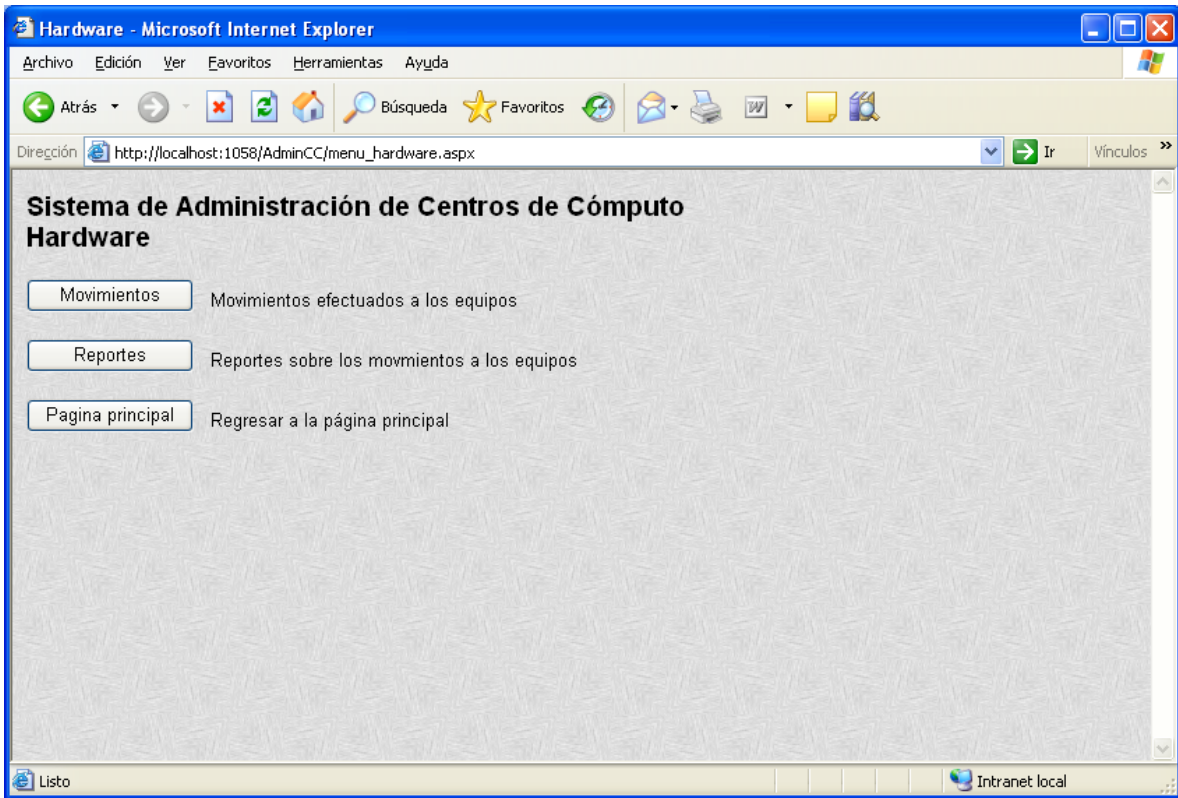 Hardware - Microsoft Internet Explorer
Archivo Edición Ver Favoritos Herramientas Ayuda
Atrás Búsqueda Favoritos W
Dirección http://localhost:1058/AdminCC/menu_hardware.aspx Ir Vínculos »
Sistema de Administración de Centros de Cómputo
Hardware
Movimientos Movimientos efectuados a los equipos
Reportes Reportes sobre los movmientos a los equipos
Pagina principal Regresar a la página principal
Listo Intranet local